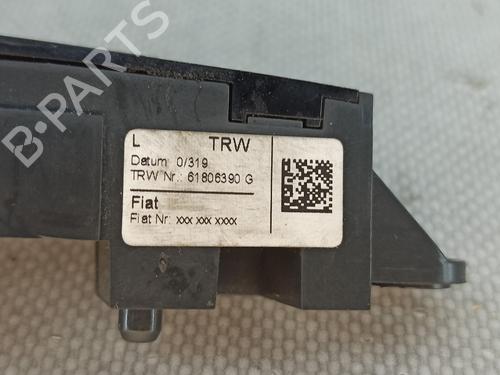 B-PARTS
L TRW
Datum: 0/319
TRW Nr.: 61806390 G
Fiat
Fiat Nr: xxx xxx xxxx